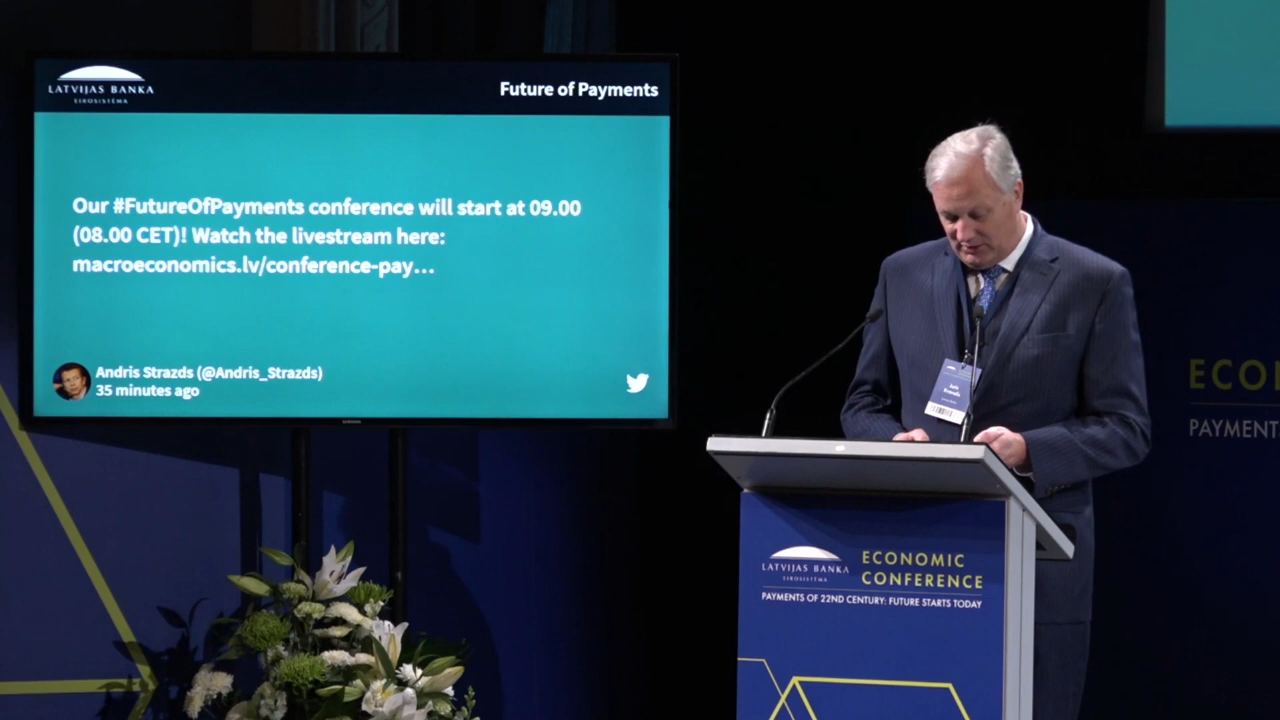 LATVIJAS BANKA
EIROSISTĒMA
Future of Payments
Our #FutureOfPayments conference will start at 09.00
(08.00 CET)! Watch the livestream here:
macroeconomics.lv/conference-pay...
Andris Strazds (@Andris_Strazds)
35 minutes ago
SAMSUNG
LATVIJAS BANKA
EIROSISTĒMA
ECONOMIC
CONFERENCE
PAYMENTS OF 22ND CENTURY: FUTURE STARTS TODAY
ECO
PAYMENT